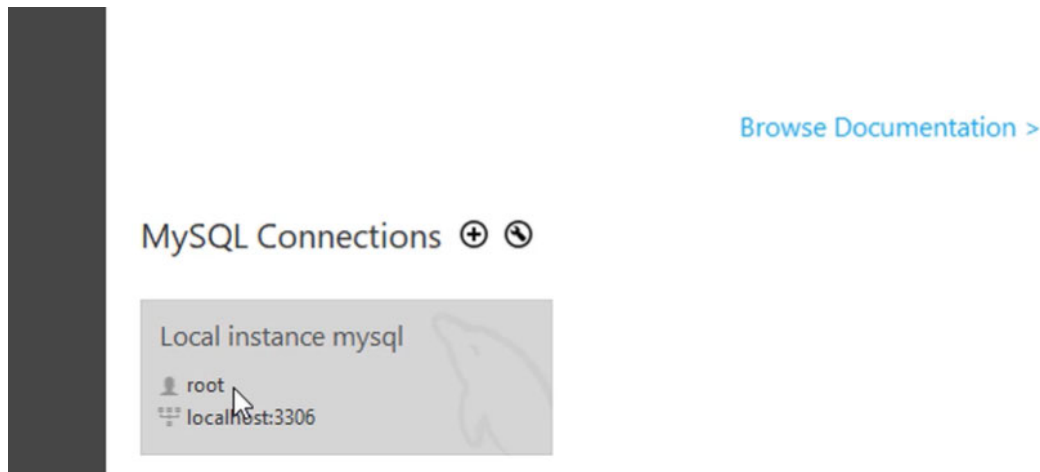 Browse Documentation >
MySQL Connections
Local instance mysql
root
localhost:3306